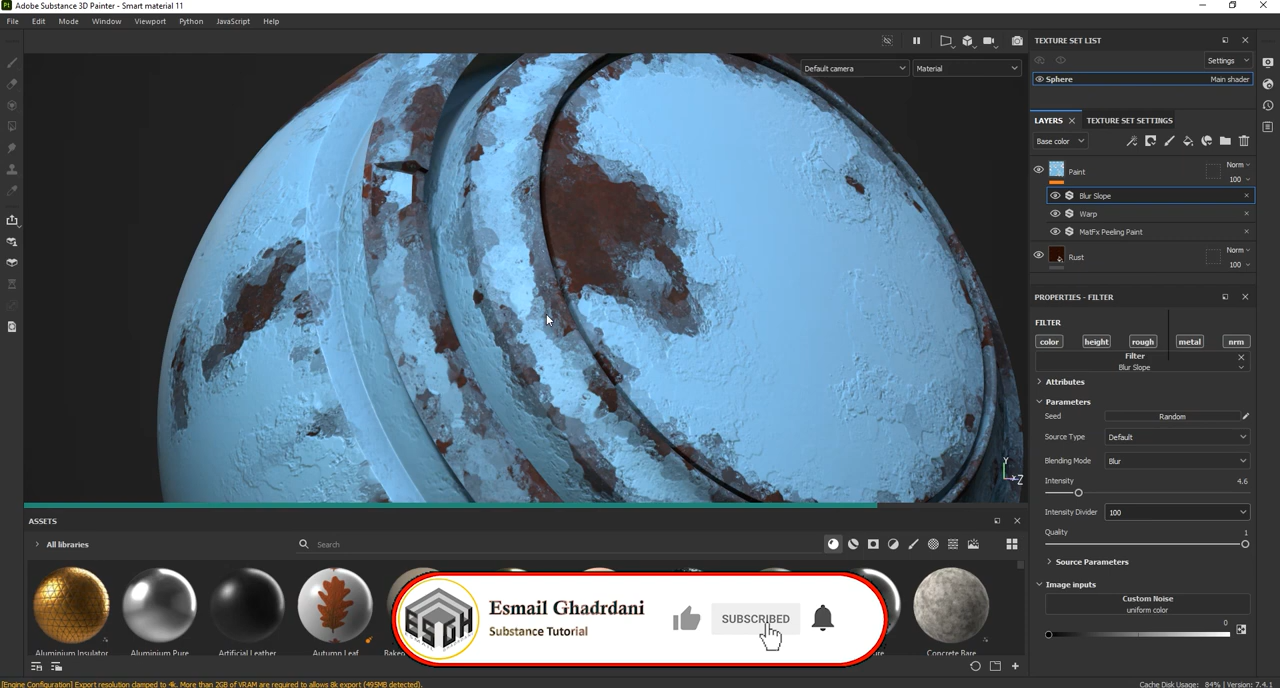 Adobe Substance 3D Painter - Smart material 11
File Edit Mode Window Viewport Python JavaScript Help
Default camera
Material
TEXTURE SET LIST
Settings
Sphere
Main shader
LAYERS
TEXTURE SET SETTINGS
Base color
Paint
Norm
100
Blur Slope
Warp
MatFx Peeling Paint
Rust
Norm
100
PROPERTIES - FILTER
FILTER
color height rough metal nrm
Filter
Blur Slope
Attributes
Parameters
Seed
Random
Source Type
Default
Blending Mode
Blur
Intensity
4.6
Intensity Divider
100
Quality
1
Source Parameters
Image inputs
Custom Noise
uniform color
0
Y
Z
ASSETS
All libraries
Search
Aluminium Insulator
Aluminium Pure
Artificial Leather
Autumn Leaf
Concrete Bare
ESGH
Esmail Ghadrdani
Substance Tutorial
SUBSCRIBED
[Engine Configuration] Export resolution clamped to 4k. More than 2GB of VRAM are required to allows 8k export (495MB detected).
Cache Disk Usage: 84% | Version: 7.4.1